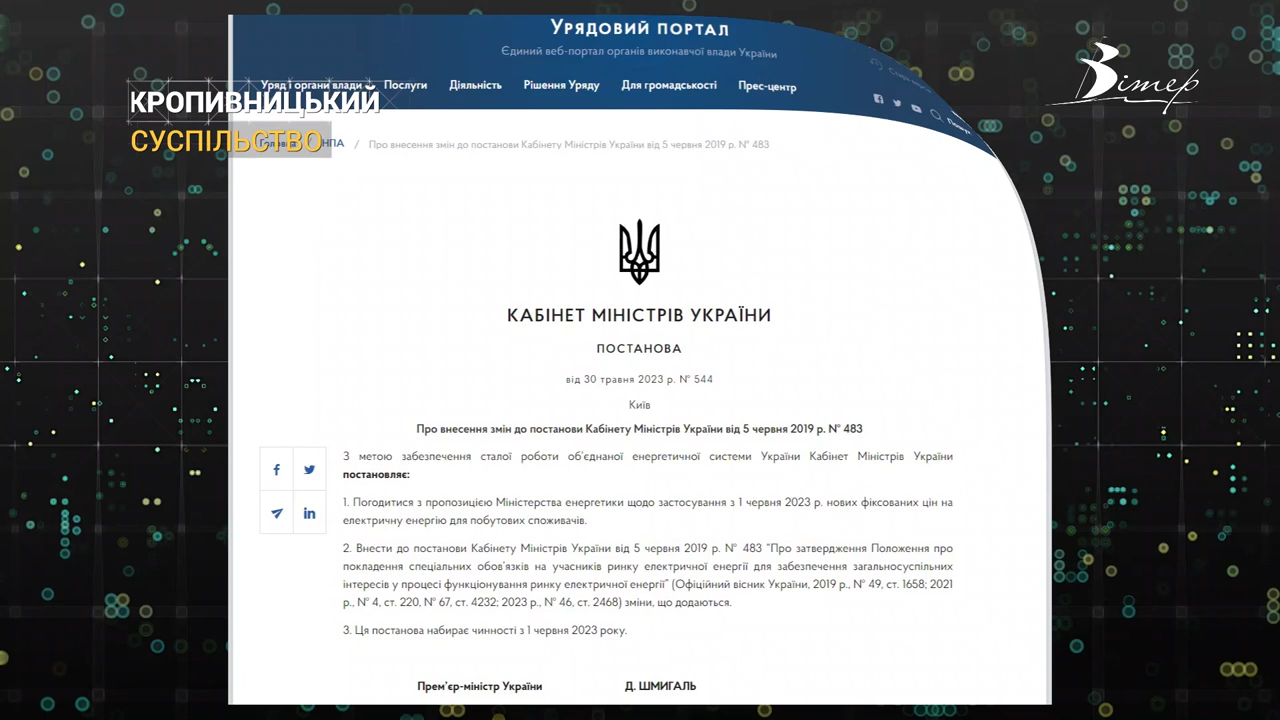 Урядовий портал
Єдиний веб-портал органів виконавчої влади України
Вітер
Уряд і органи влади Послуги Діяльність Рішення Уряду Для громадськості Прес-центр
КРОПИВНИЦЬКИЙ
СУСПІЛЬСТВО
Головна НПА / Про внесення змін до постанови Кабінету Міністрів України від 5 червня 2019 р. № 483
КАБІНЕТ МІНІСТРІВ УКРАЇНИ
ПОСТАНОВА
від 30 травня 2023 р. № 544
Київ
Про внесення змін до постанови Кабінету Міністрів України від 5 червня 2019 р. № 483
З метою забезпечення сталої роботи об’єднаної енергетичної системи України Кабінет Міністрів України
постановляє:
1. Погодитися з пропозицією Міністерства енергетики щодо застосування з 1 червня 2023 р. нових фіксованих цін на
електричну енергію для побутових споживачів.
2. Внести до постанови Кабінету Міністрів України від 5 червня 2019 р. № 483 “Про затвердження Положення про
покладення спеціальних обов’язків на учасників ринку електричної енергії для забезпечення загальносуспільних
інтересів у процесі функціонування ринку електричної енергії” (Офіційний вісник України, 2019 р., № 49, ст. 1658; 2021
р., № 4, ст. 220, № 67, ст. 4232; 2023 р., № 46, ст. 2468) зміни, що додаються.
3. Ця постанова набирає чинності з 1 червня 2023 року.
Прем’єр-міністр України Д. ШМИГАЛЬ